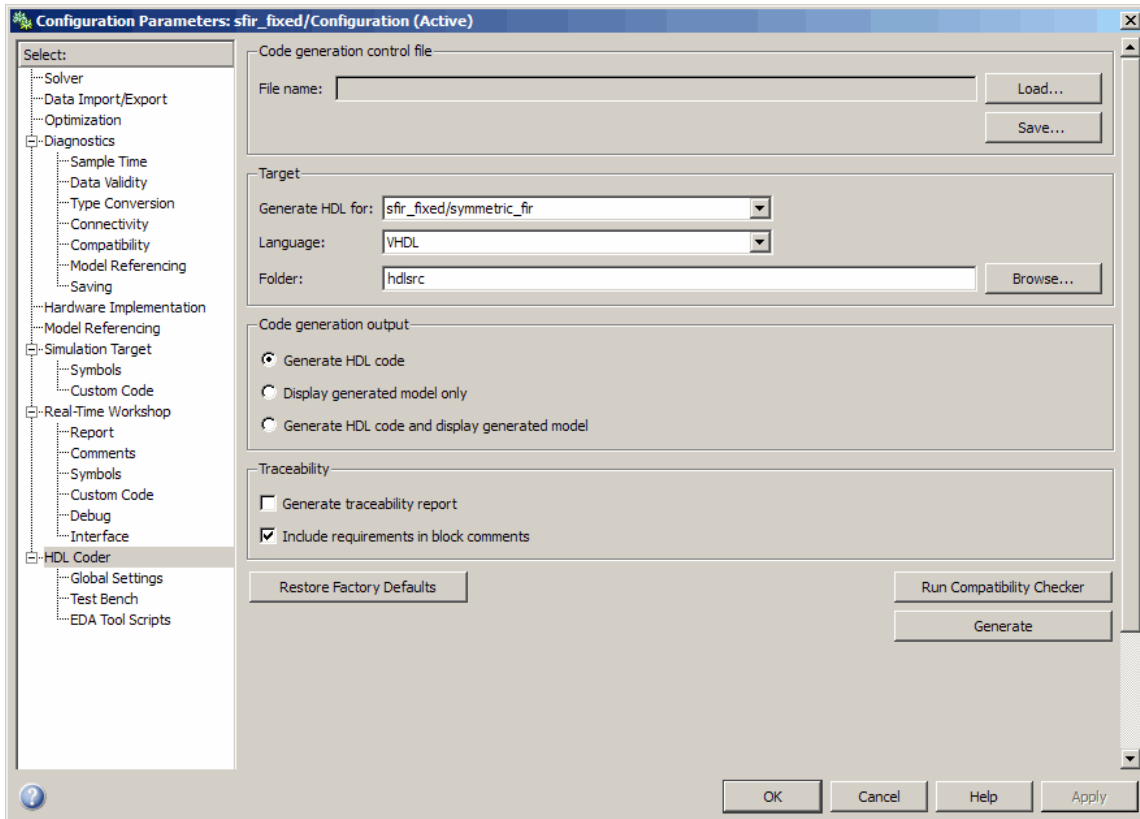 Configuration Parameters: sfir_fixed/Configuration (Active)
Select:
Solver
Data Import/Export
Optimization
Diagnostics
Sample Time
Data Validity
Type Conversion
Connectivity
Compatibility
Model Referencing
Saving
Hardware Implementation
Model Referencing
Simulation Target
Symbols
Custom Code
Real-Time Workshop
Report
Comments
Symbols
Custom Code
Debug
Interface
HDL Coder
Global Settings
Test Bench
EDA Tool Scripts
Code generation control file
File name:
Load...
Save...
Target
Generate HDL for: sfir_fixed/symmetric_fir
Language: VHDL
Folder: hdlsrc
Browse...
Code generation output
Generate HDL code
Display generated model only
Generate HDL code and display generated model
Traceability
Generate traceability report
Include requirements in block comments
Restore Factory Defaults
Run Compatibility Checker
Generate
OK
Cancel
Help
Apply